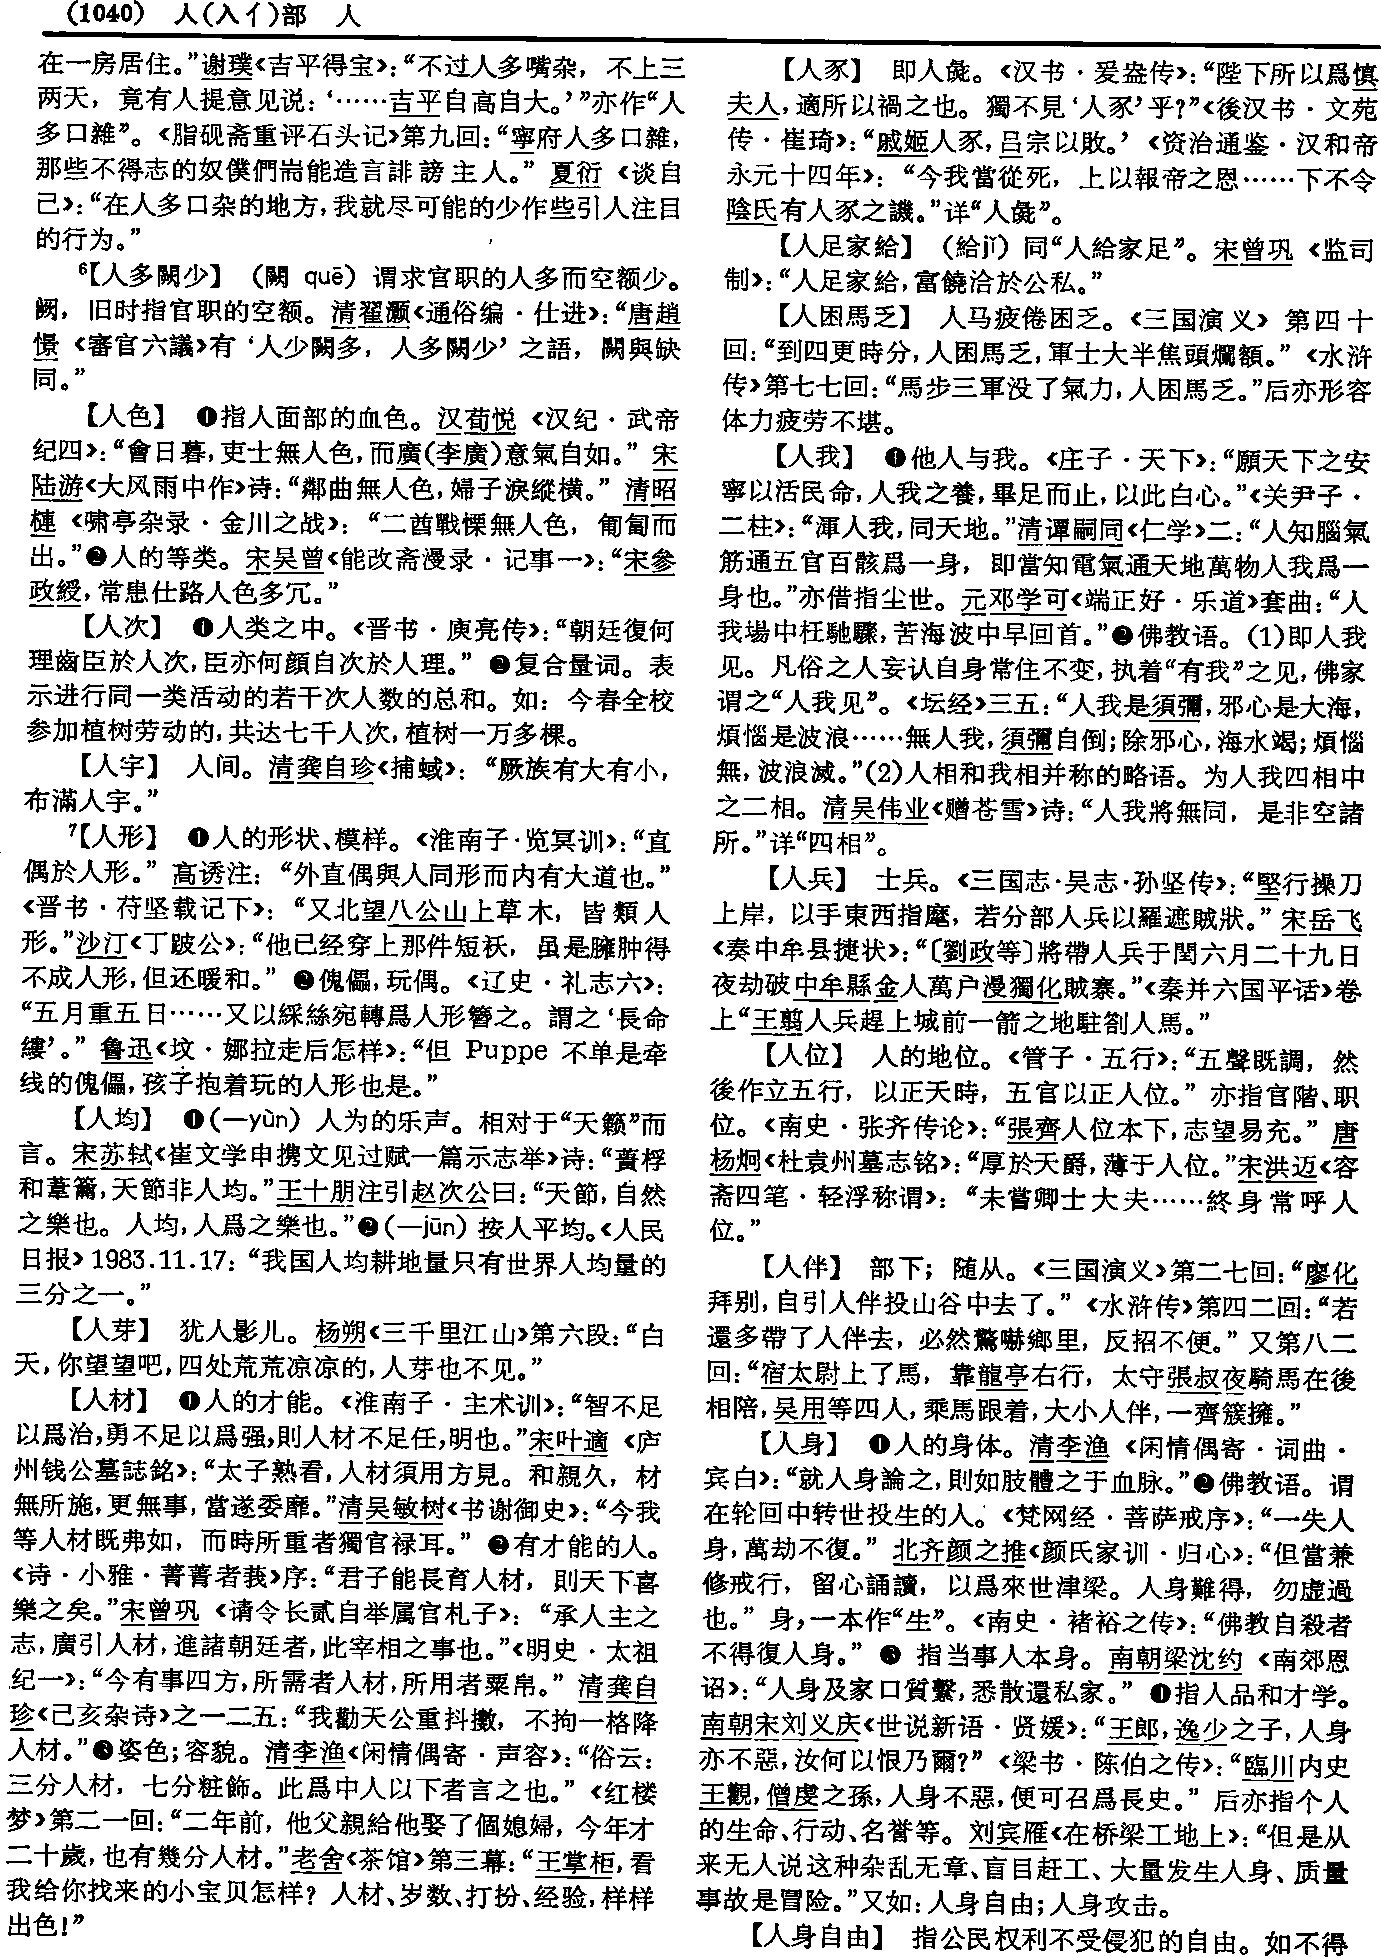 (1040) 人(入亻)部 人
在一房居住。”谢璞《吉平得宝》：“不过人多嘴杂，不上三
两天，竟有人提意见说：‘……吉平自高自大。’”亦作“人
多口雜”。《脂砚斋重评石头记》第九回：“寧府人多口雜，
那些不得志的奴僕們耑能造言誹謗主人。”夏衍《谈自
己》：“在人多口杂的地方，我就尽可能的少作些引人注目
的行为。”
⁶【人多闕少】 （闕 quē）谓求官职的人多而空额少。
阙，旧时指官职的空额。清翟灏《通俗编·仕进》：“唐趙
憬《審官六議》有‘人少闕多，人多闕少’之語，闕與缺
同。”
【人色】 ❶指人面部的血色。汉荀悦《汉纪·武帝
纪四》：“會日暮，吏士無人色，而廣(李廣)意氣自如。”宋
陆游《大风雨中作》诗：“鄰曲無人色，婦子淚縱横。”清昭
槤《啸亭杂录·金川之战》：“二酋戰慄無人色，匍匐而
出。”❷人的等类。宋吴曾《能改斋漫录·记事一》：“宋參
政綬，常患仕路人色多冗。”
【人次】 ❶人类之中。《晋书·庾亮传》：“朝廷復何
理齒臣於人次，臣亦何顔自次於人理。”❷复合量词。表
示进行同一类活动的若干次人数的总和。如：今春全校
参加植树劳动的，共达七千人次，植树一万多棵。
【人宇】 人间。清龚自珍《捕蜮》：“厥族有大有小，
布滿人宇。”
⁷【人形】 ❶人的形状、模样。《淮南子·览冥训》：“直
偶於人形。”高诱注：“外直偶與人同形而内有大道也。”
《晋书·苻坚载记下》：“又北望八公山上草木，皆類人
形。”沙汀《丁跛公》：“他已经穿上那件短袄，虽是臃肿得
不成人形，但还暖和。”❷傀儡，玩偶。《辽史·礼志六》：
“五月重五日……又以綵絲宛轉爲人形簪之。謂之‘長命
縷’。”鲁迅《坟·娜拉走后怎样》：“但 Puppe 不单是牵
线的傀儡，孩子抱着玩的人形也是。”
【人均】 ❶(—yùn) 人为的乐声。相对于“天籁”而
言。宋苏轼《崔文学申携文见过赋一篇示志举》诗：“蕢桴
和葦籥，天節非人均。”王十朋注引赵次公曰：“天節，自然
之樂也。人均，人爲之樂也。”❷(—jūn) 按人平均。《人民
日报》1983.11.17：“我国人均耕地量只有世界人均量的
三分之一。”
【人芽】 犹人影儿。杨朔《三千里江山》第六段：“白
天，你望望吧，四处荒荒凉凉的，人芽也不见。”
【人材】 ❶人的才能。《淮南子·主术训》：“智不足
以爲治，勇不足以爲强，則人材不足任，明也。”宋叶適《庐
州钱公墓誌銘》：“太子熟看，人材須用方見。和親久，材
無所施，更無事，當遂委靡。”清吴敏树《书谢御史》：“今我
等人材既弗如，而時所重者獨官禄耳。”❷有才能的人。
《诗·小雅·菁菁者莪》序：“君子能長育人材，則天下喜
樂之矣。”宋曾巩《请令长贰自举属官札子》：“承人主之
志，廣引人材，進諸朝廷者，此宰相之事也。”《明史·太祖
纪一》：“今有事四方，所需者人材，所用者粟帛。”清龚自
珍《己亥杂诗》之一二五：“我勸天公重抖擻，不拘一格降
人材。”❸姿色；容貌。清李渔《闲情偶寄·声容》：“俗云：
三分人材，七分粧飾。此爲中人以下者言之也。”《红楼
梦》第二一回：“二年前，他父親給他娶了個媳婦，今年才
二十歲，也有幾分人材。”老舍《茶馆》第三幕：“王掌柜，看
我给你找来的小宝贝怎样？人材、岁数、打扮、经验，样样
出色！”
【人豕】 即人彘。《汉书·爰盎传》：“陛下所以爲慎
夫人，適所以禍之也。獨不見‘人豕’乎？”《後汉书·文苑
传·崔琦》：“戚姬人豕，吕宗以敗。’《资治通鉴·汉和帝
永元十四年》：“今我當從死，上以報帝之恩……下不令
陰氏有人豕之譏。”详“人彘”。
【人足家給】 （給jǐ）同“人給家足”。宋曾巩《监司
制》：“人足家給，富饒洽於公私。”
【人困馬乏】 人马疲倦困乏。《三国演义》第四十
回：“到四更時分，人困馬乏，軍士大半焦頭爛額。”《水浒
传》第七七回：“馬步三軍没了氣力，人困馬乏。”后亦形容
体力疲劳不堪。
【人我】 ❶他人与我。《庄子·天下》：“願天下之安
寧以活民命，人我之養，畢足而止，以此白心。”《关尹子·
二柱》：“渾人我，同天地。”清谭嗣同《仁学》二：“人知腦氣
筋通五官百骸爲一身，即當知電氣通天地萬物人我爲一
身也。”亦借指尘世。元邓学可《端正好·乐道》套曲：“人
我場中枉馳驟，苦海波中早回首。”❷佛教语。(1)即人我
见。凡俗之人妄认自身常住不变，执着“有我”之见，佛家
谓之“人我见”。《坛经》三五：“人我是須彌，邪心是大海，
煩惱是波浪……無人我，須彌自倒；除邪心，海水竭；煩惱
無，波浪滅。”(2)人相和我相并称的略语。为人我四相中
之二相。清吴伟业《赠苍雪》诗：“人我將無同，是非空諸
所。”详“四相”。
【人兵】 士兵。《三国志·吴志·孙坚传》：“堅行操刀
上岸，以手東西指麾，若分部人兵以羅遮賊狀。”宋岳飞
《奏中牟县捷状》：“〔劉政等〕將帶人兵于閏六月二十九日
夜劫破中牟縣金人萬户漫獨化賊寨。”《秦并六国平话》卷
上“王翦人兵趕上城前一箭之地駐劄人馬。”
【人位】 人的地位。《管子·五行》：“五聲既調，然
後作立五行，以正天時，五官以正人位。”亦指官階、职
位。《南史·张齐传论》：“張齊人位本下，志望易充。”唐
杨炯《杜袁州墓志铭》：“厚於天爵，薄于人位。”宋洪迈《容
斋四笔·轻浮称谓》：“未嘗卿士大夫……終身常呼人
位。”
【人伴】 部下；随从。《三国演义》第二七回：“廖化
拜别，自引人伴投山谷中去了。”《水浒传》第四二回：“若
還多帶了人伴去，必然驚嚇鄉里，反招不便。”又第八二
回：“宿太尉上了馬，靠龍亭右行，太守張叔夜騎馬在後
相陪，吴用等四人，乘馬跟着，大小人伴，一齊簇擁。”
【人身】 ❶人的身体。清李渔《闲情偶寄·词曲·
宾白》：“就人身論之，則如肢體之于血脉。”❷佛教语。谓
在轮回中转世投生的人。《梵网经·菩萨戒序》：“一失人
身，萬劫不復。”北齐颜之推《颜氏家训·归心》：“但當兼
修戒行，留心誦讀，以爲來世津梁。人身難得，勿虚過
也。”身，一本作“生”。《南史·褚裕之传》：“佛教自殺者
不得復人身。”❸ 指当事人本身。南朝梁沈约《南郊恩
诏》：“人身及家口質繫，悉散還私家。”❹指人品和才学。
南朝宋刘义庆《世说新语·贤媛》：“王郎，逸少之子，人身
亦不惡，汝何以恨乃爾？”《梁书·陈伯之传》：“臨川内史
王觀，僧虔之孫，人身不惡，便可召爲長史。”后亦指个人
的生命、行动、名誉等。刘宾雁《在桥梁工地上》：“但是从
来无人说这种杂乱无章、盲目赶工、大量发生人身、质量
事故是冒险。”又如：人身自由；人身攻击。
【人身自由】 指公民权利不受侵犯的自由。如不得